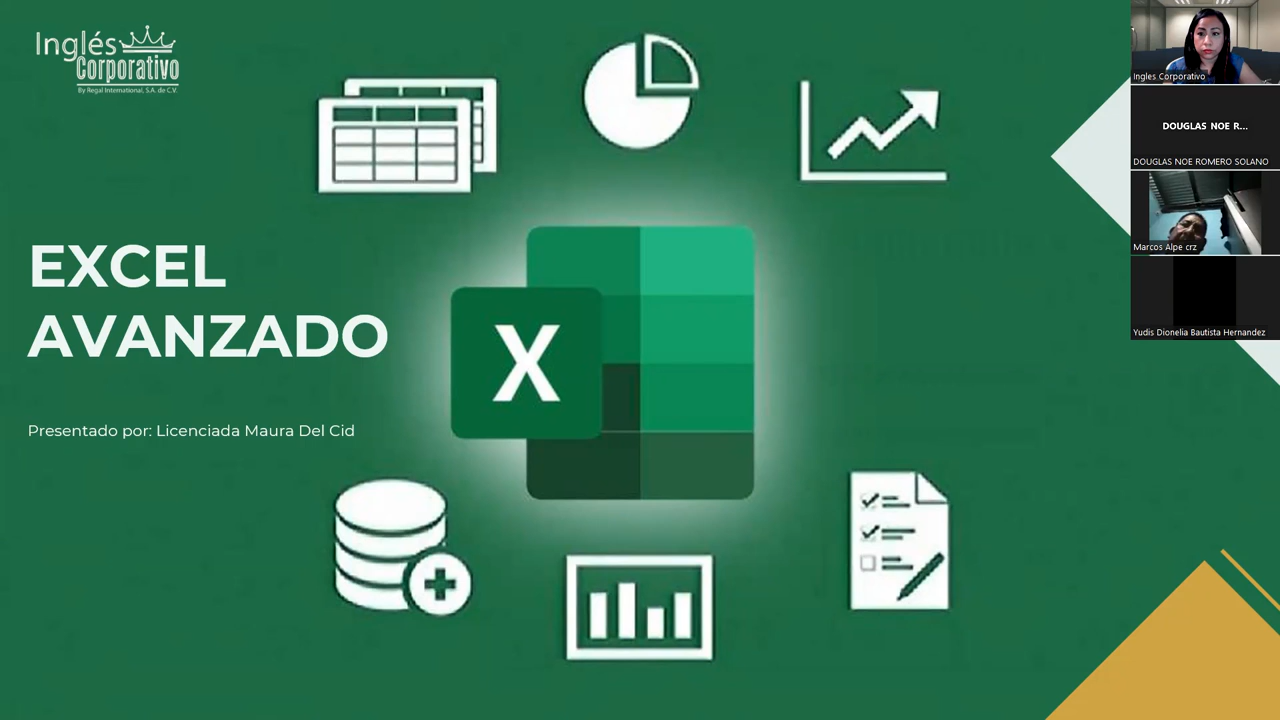 Inglés
Corporativo
By Regal International, S.A. de C.V.
EXCEL
AVANZADO
Presentado por: Licenciada Maura Del Cid
X
Ingles Corporativo
DOUGLAS NOE R...
DOUGLAS NOE ROMERO SOLANO
Marcos Alpe crz
Yudis Dionelia Bautista Hernandez